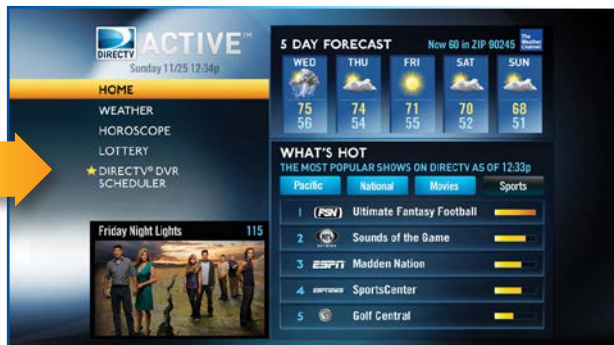 DIRECTV ACTIVE™
Sunday 11/25 12:34p
HOME
WEATHER
HOROSCOPE
LOTTERY
DIRECTV® DVR
SCHEDULER
Friday Night Lights 115
5 DAY FORECAST Now 60 in ZIP 90245 The Weather Channel
WED THU FRI SAT SUN
75 74 71 70 68
56 54 55 52 51
WHAT'S HOT
THE MOST POPULAR SHOWS ON DIRECTV AS OF 12:33p
Pacific National Movies Sports
1 FSN Ultimate Fantasy Football
2 Sounds of the Game
3 ESPN Madden Nation
4 ESPNEWS SportsCenter
5 Golf Central